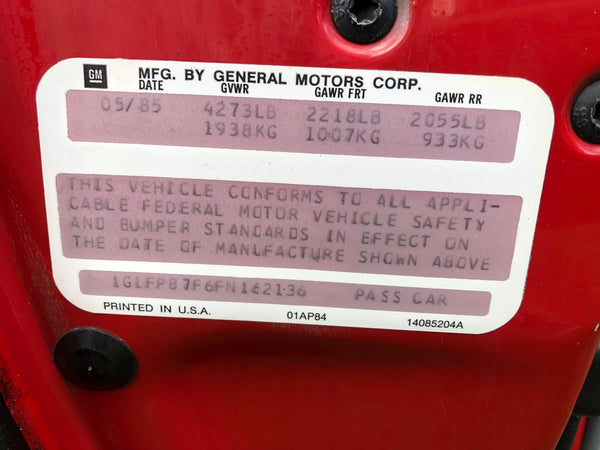 GM
MFG. BY GENERAL MOTORS CORP.
DATE GVWR GAWR FRT GAWR RR
05/85 4273LB 2218LB 2055LB
1938KG 1007KG 933KG
THIS VEHICLE CONFORMS TO ALL APPLI-
CABLE FEDERAL MOTOR VEHICLE SAFETY
AND BUMPER STANDARDS IN EFFECT ON
THE DATE OF MANUFACTURE SHOWN ABOVE
1G1FP87F6FN162136 PASS CAR
PRINTED IN U.S.A. 01AP84 14085204A